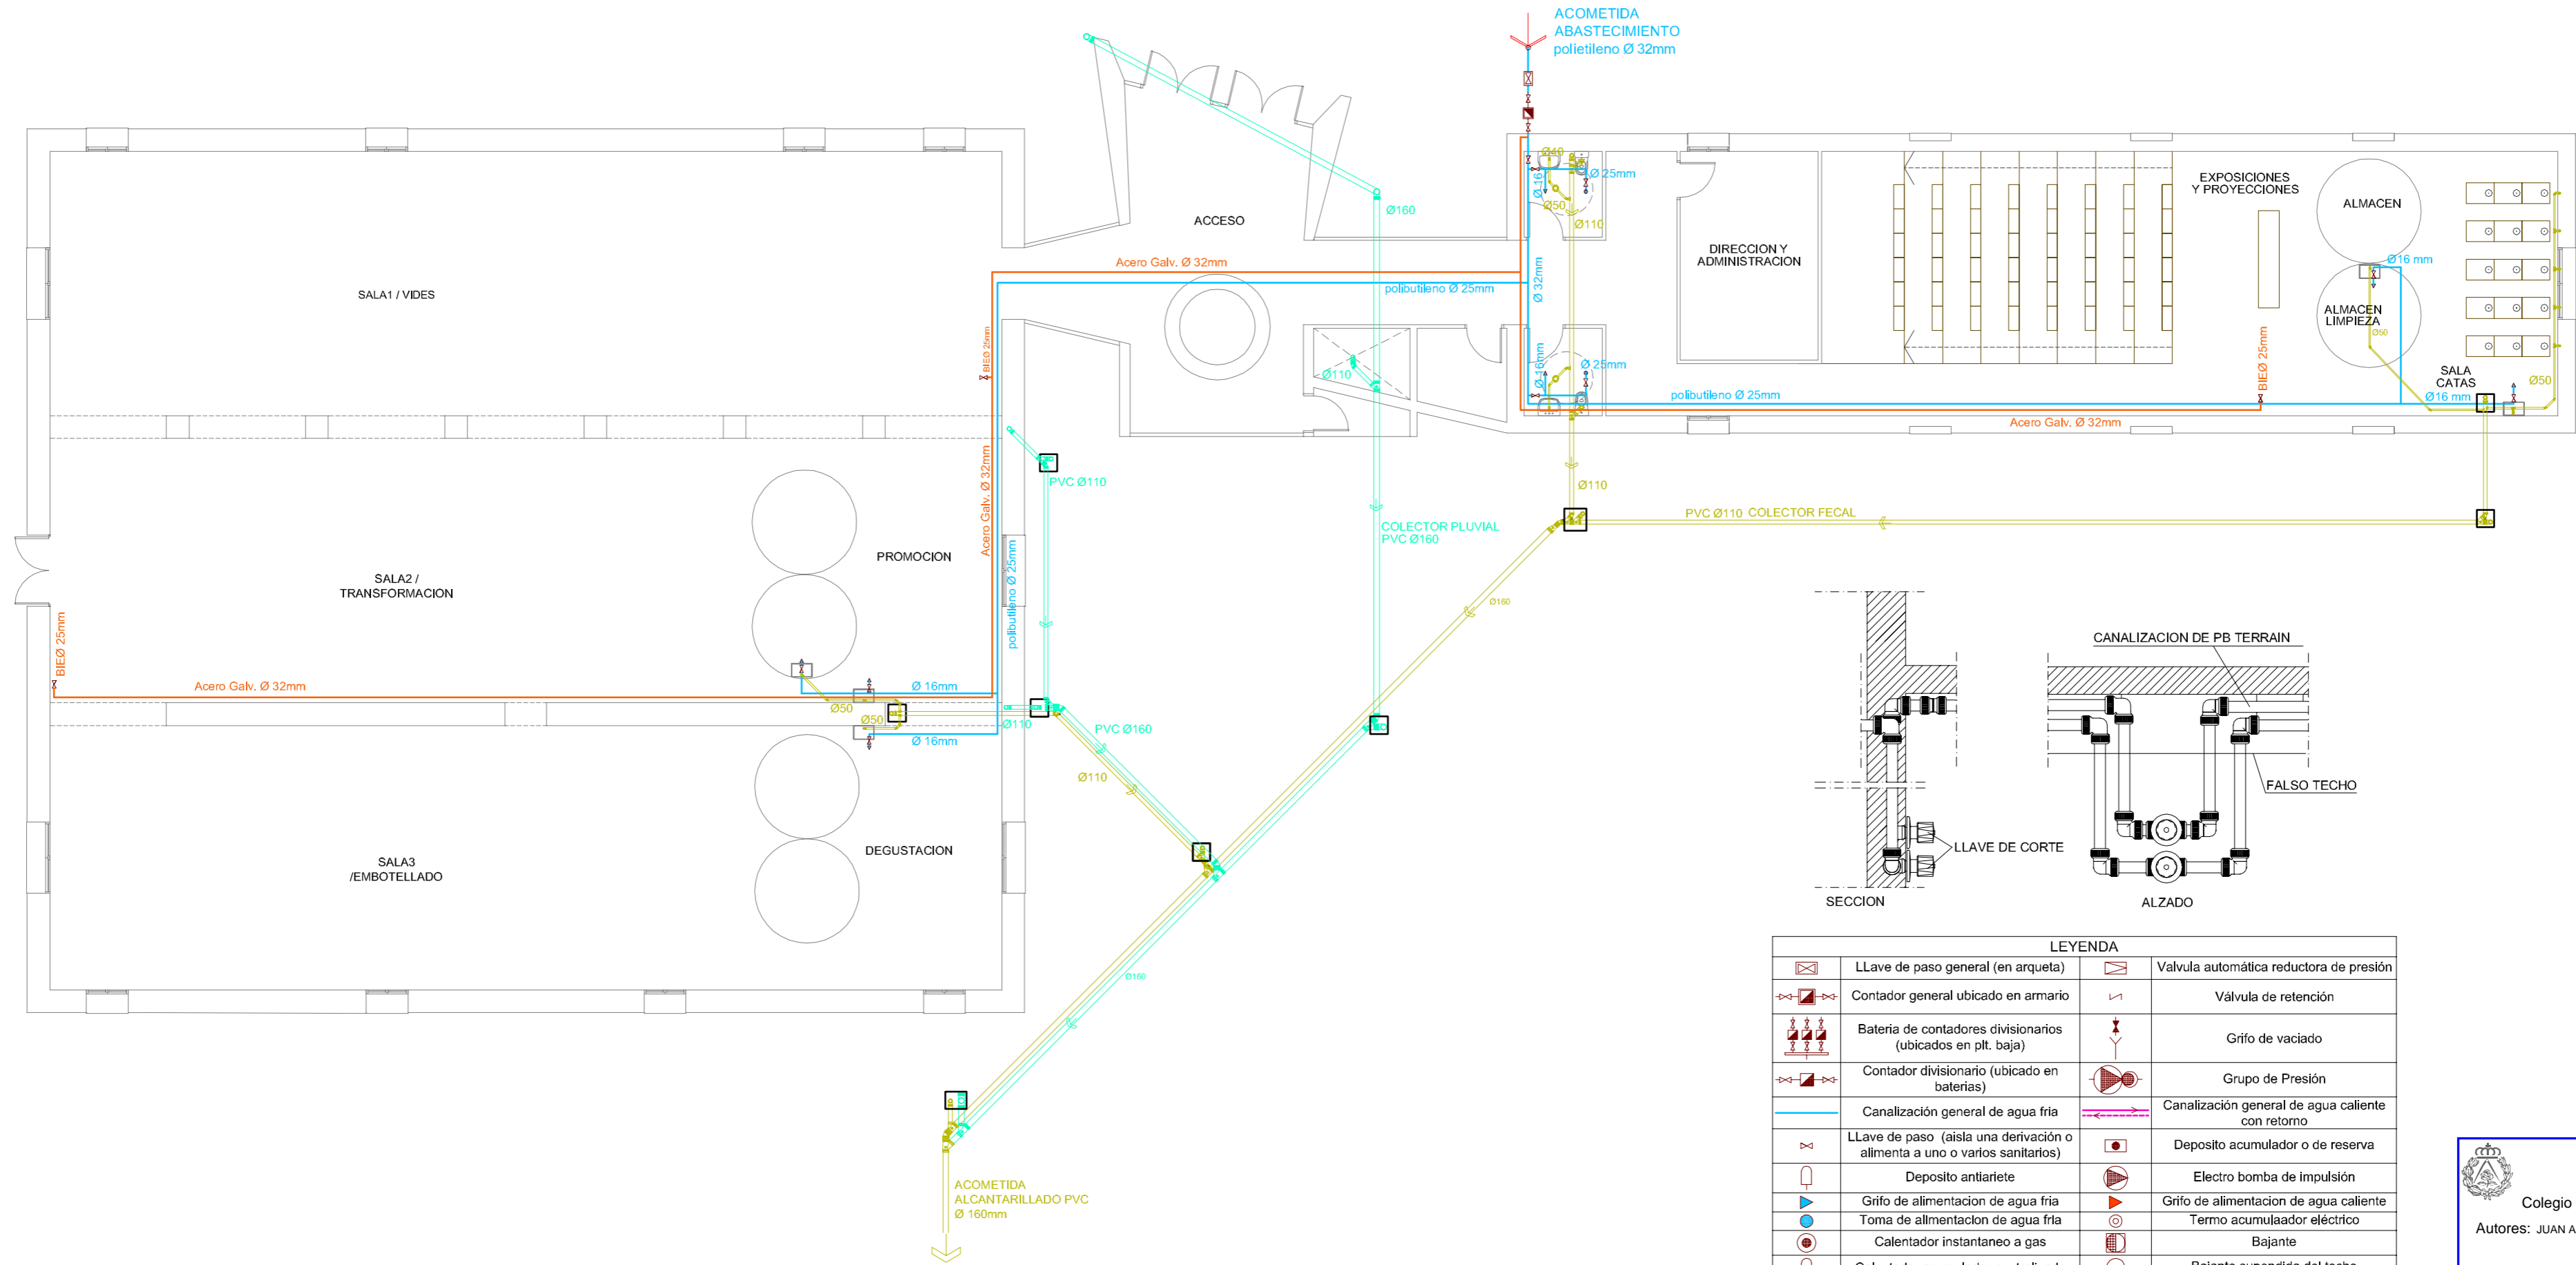 ACOMETIDA
ABASTECIMIENTO
polietileno Ø 32mm
Ø160
ACCESO
Acero Galv. Ø 32mm
polibutileno Ø 25mm
SALA1 / VIDES
BIEØ 25mm
Ø40
Ø 16
Ø 25mm
Ø50
Ø110
Ø 32mm
Ø 16mm
Ø 25mm
Ø110
DIRECCION Y
ADMINISTRACION
EXPOSICIONES
Y PROYECCIONES
ALMACEN
Ø16 mm
ALMACEN
LIMPIEZA
Ø50
BIEØ 25mm
SALA
CATAS
Ø16 mm
Ø50
polibutileno Ø 25mm
Acero Galv. Ø 32mm
Acero Galv. Ø 32mm
PVC Ø110
Ø110
PVC Ø110 COLECTOR FECAL
COLECTOR PLUVIAL
PVC Ø160
PROMOCION
SALA2 /
TRANSFORMACION
polibutileno Ø 25mm
Ø160
BIEØ 25mm
Acero Galv. Ø 32mm
Ø 16mm
Ø50
Ø50
Ø 16mm
Ø110
PVC Ø160
Ø110
DEGUSTACION
SALA3
/EMBOTELLADO
Ø160
ACOMETIDA
ALCANTARILLADO PVC
Ø 160mm
CANALIZACION DE PB TERRAIN
FALSO TECHO
LLAVE DE CORTE
SECCION
ALZADO
LEYENDA
LLave de paso general (en arqueta)
Valvula automática reductora de presión
Contador general ubicado en armario
Válvula de retención
Bateria de contadores divisionarios
(ubicados en plt. baja)
Grifo de vaciado
Contador divisionario (ubicado en
baterias)
Grupo de Presión
Canalización general de agua fria
Canalización general de agua caliente
con retorno
LLave de paso (aisla una derivación o
alimenta a uno o varios sanitarios)
Deposito acumulador o de reserva
Deposito antiariete
Electro bomba de impulsión
Grifo de alimentacion de agua fria
Grifo de alimentacion de agua caliente
Toma de alimentacion de agua fria
Termo acumulaador eléctrico
Calentador instantaneo a gas
Bajante
Colegio
Autores: JUAN A